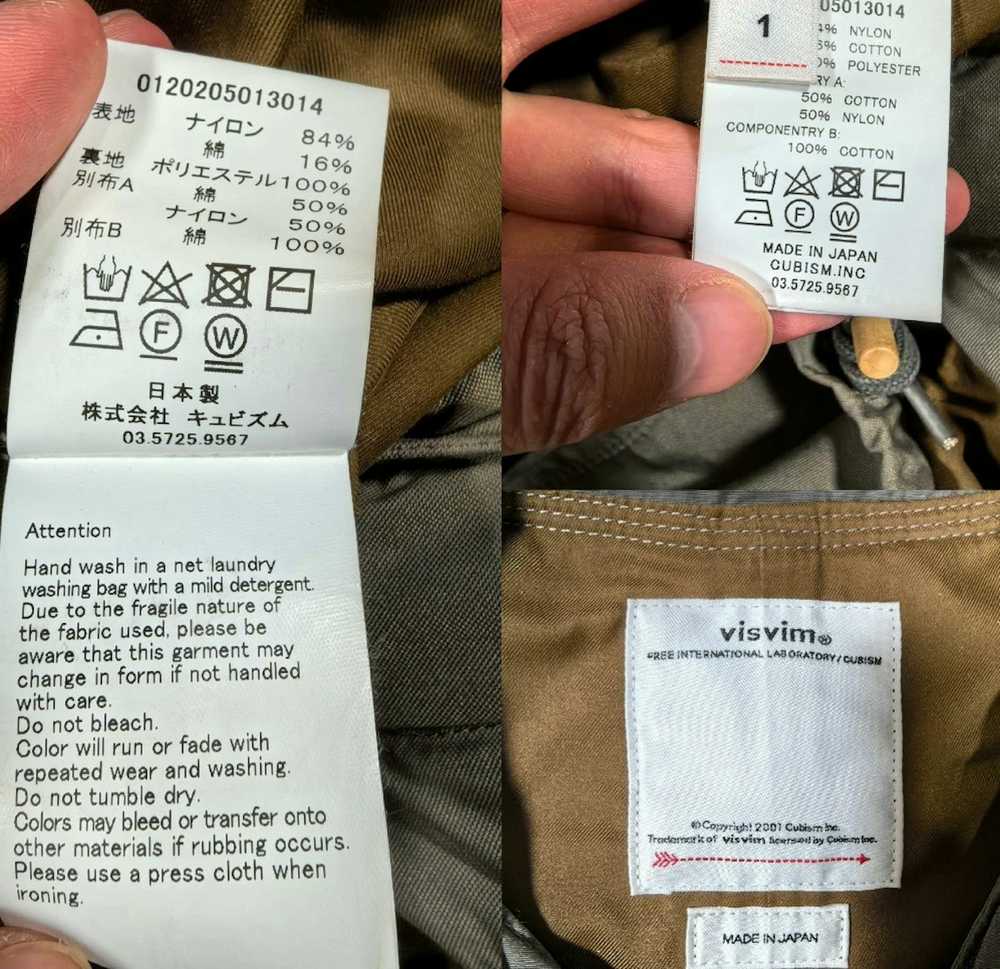 0120205013014
表地 ナイロン 84%
綿 16%
裏地 ポリエステル 100%
別布A 綿 50%
ナイロン 50%
別布B 綿 100%
F W
日本製
株式会社 キュビズム
03.5725.9567
Attention
Hand wash in a net laundry
washing bag with a mild detergent.
Due to the fragile nature of
the fabric used, please be
aware that this garment may
change in form if not handled
with care.
Do not bleach.
Color will run or fade with
repeated wear and washing.
Do not tumble dry.
Colors may bleed or transfer onto
other materials if rubbing occurs.
Please use a press cloth when
ironing.
1
05013014
4% NYLON
6% COTTON
0% POLYESTER
RY A:
50% COTTON
50% NYLON
COMPONENTRY B:
100% COTTON
F W
MADE IN JAPAN
CUBISM.INC
03.5725.9567
visvim®
FREE INTERNATIONAL LABORATORY/CUBISM
©Copyright 2001 Cubism Inc.
Trademark of visvim licensed by Cubism Inc.
MADE IN JAPAN